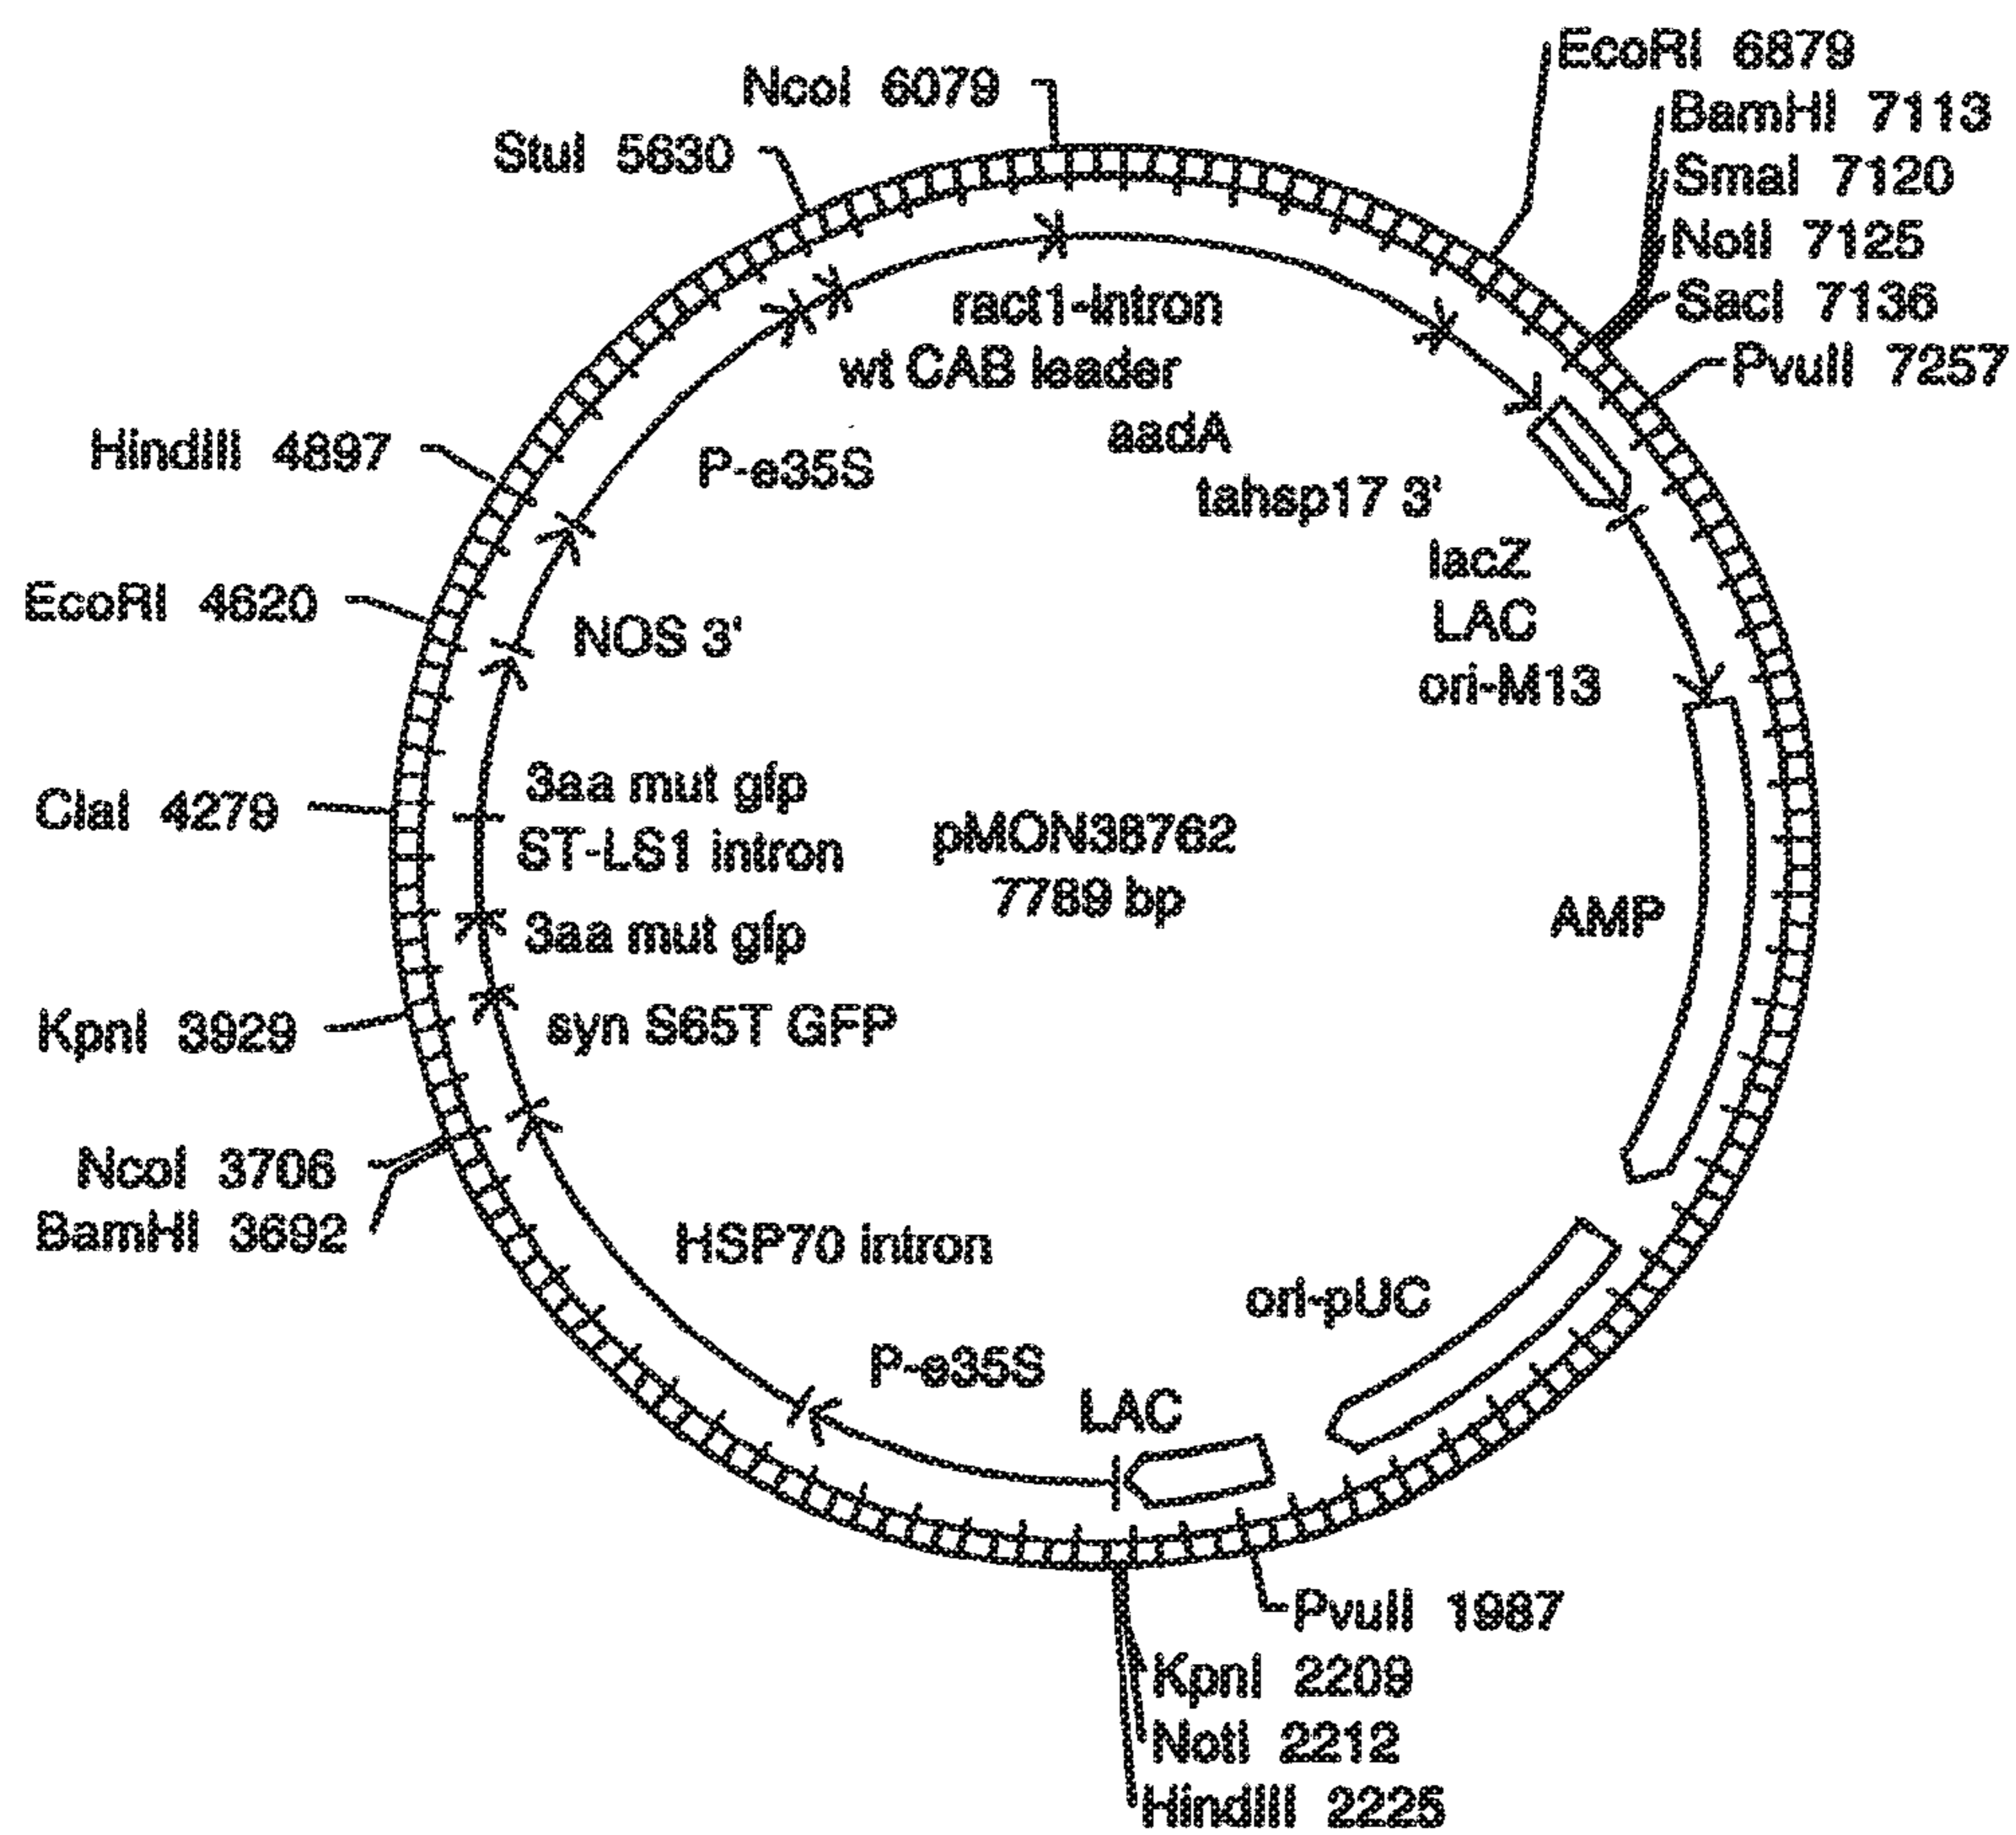 EcoRI 6879
NcoI 6079
BamHI 7113
StuI 5630
SmaI 7120
NotI 7125
SacI 7136
PvuII 7257
ract1-intron
wt CAB leader
aadA
HindIII 4897
P-e35S
tahsp17 3'
lacZ
LAC
ori-M13
EcoRI 4620
NOS 3'
ClaI 4279
3aa mut gfp
ST-LS1 intron
pMON38762
7789 bp
AMP
3aa mut gfp
KpnI 3929
syn S65T GFP
NcoI 3706
BamHI 3692
HSP70 intron
ori-pUC
P-e35S
LAC
PvuII 1987
KpnI 2209
NotI 2212
HindIII 2225